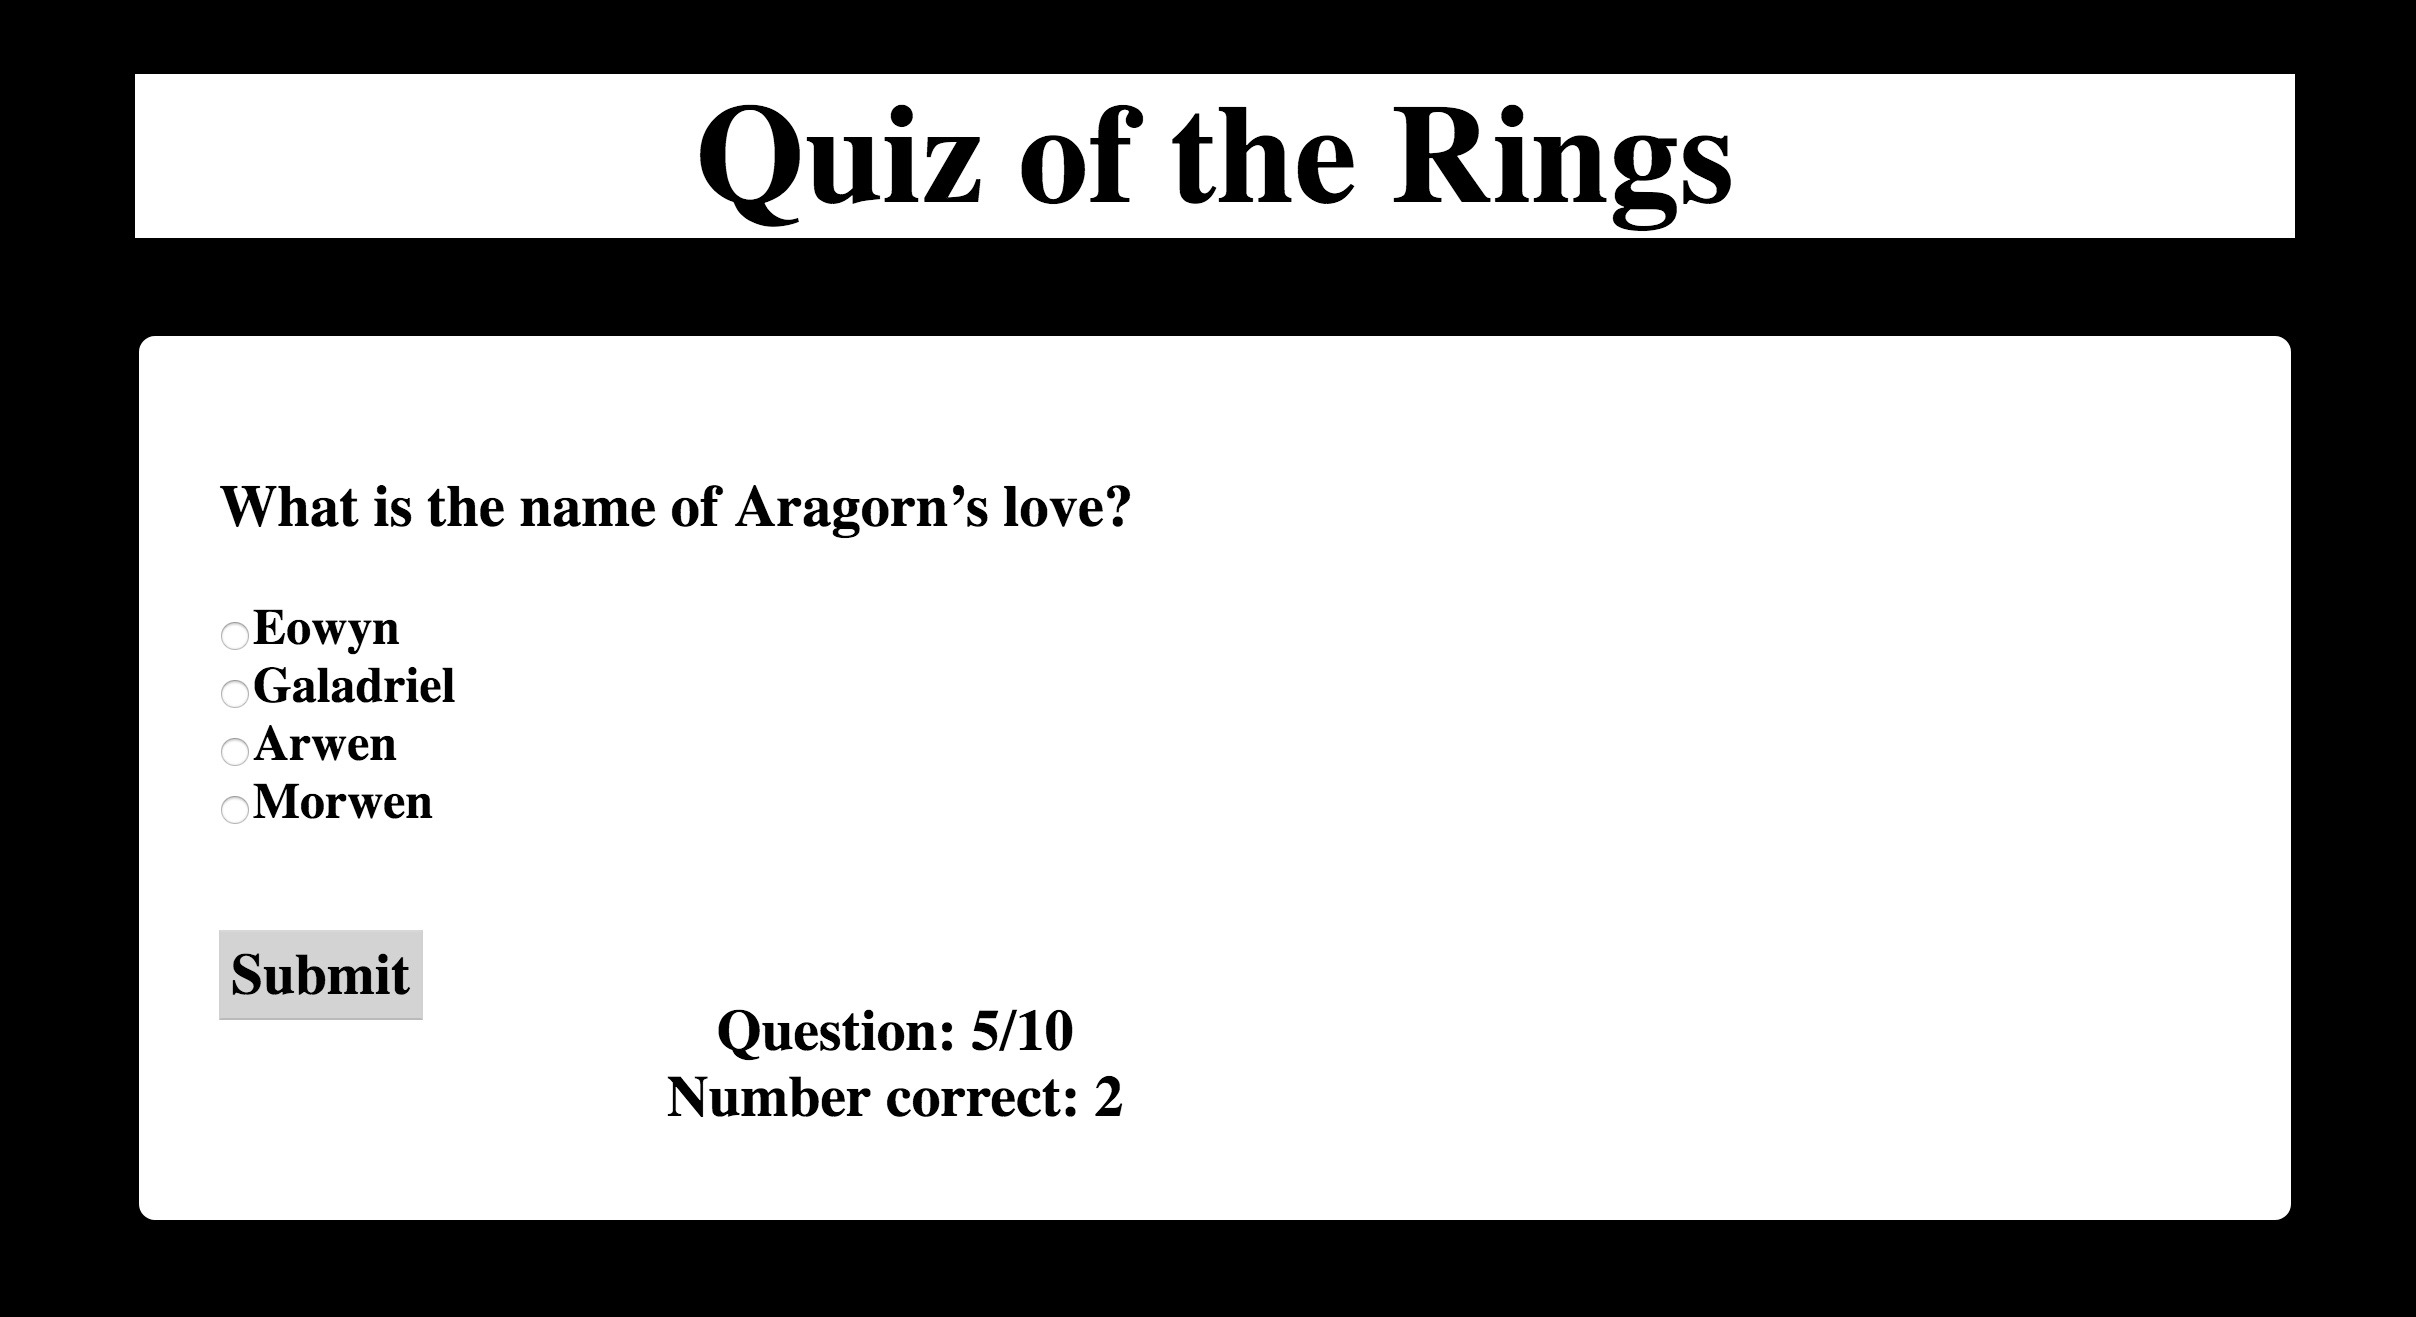 Quiz of the Rings
What is the name of Aragorn’s love?
Eowyn
Galadriel
Arwen
Morwen
Submit
Question: 5/10
Number correct: 2